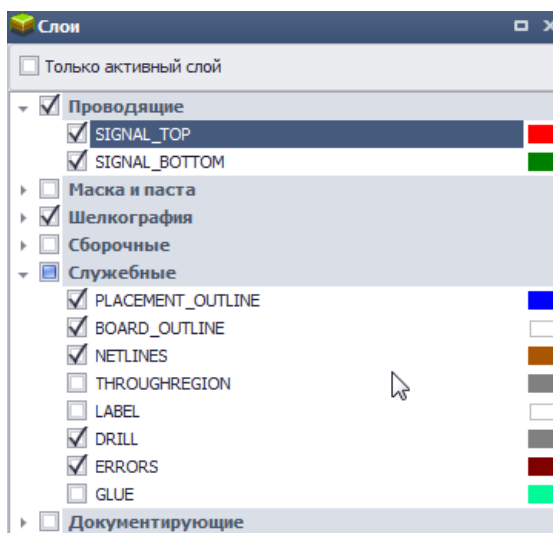 Слои
Только активный слой
Проводящие
SIGNAL_TOP
SIGNAL_BOTTOM
Маска и паста
Шелкография
Сборочные
Служебные
PLACEMENT_OUTLINE
BOARD_OUTLINE
NETLINES
THROUGHREGION
LABEL
DRILL
ERRORS
GLUE
Документирующие